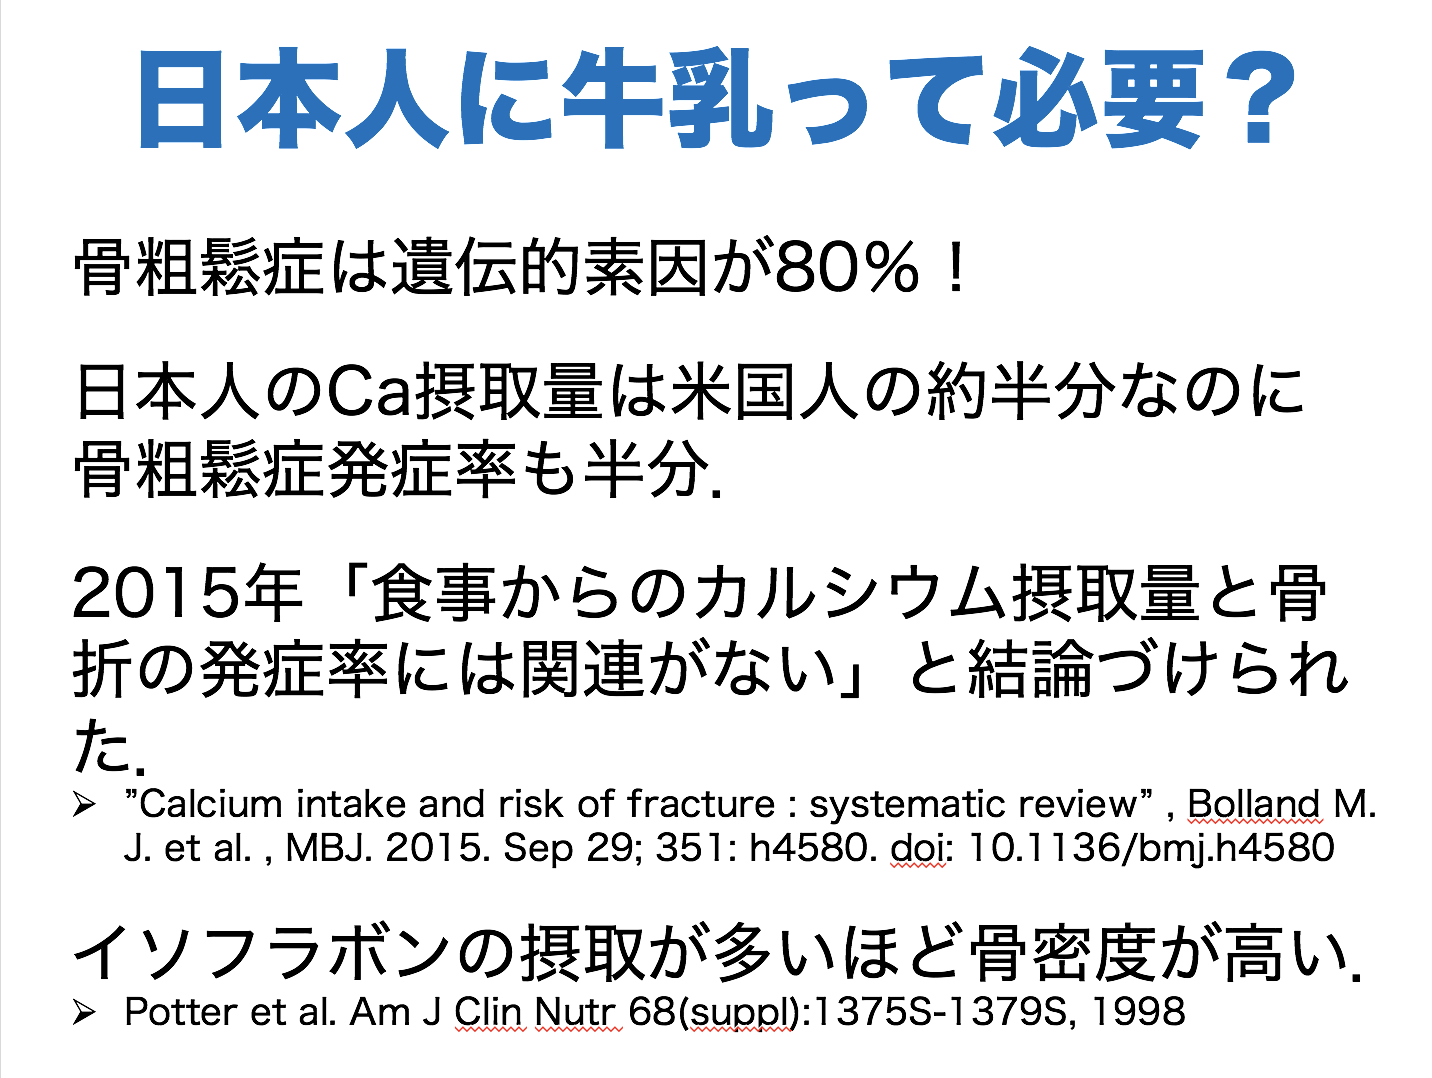 日本人に牛乳って必要？
骨粗鬆症は遺伝的素因が80%！
日本人のCa摂取量は米国人の約半分なのに
骨粗鬆症発症率も半分．
2015年「食事からのカルシウム摂取量と骨
折の発症率には関連がない」と結論づけられ
た．
➢ ”Calcium intake and risk of fracture : systematic review” , Bolland M.
J. et al. , MBJ. 2015. Sep 29; 351: h4580. doi: 10.1136/bmj.h4580
イソフラボンの摂取が多いほど骨密度が高い．
➢ Potter et al. Am J Clin Nutr 68(suppl):1375S-1379S, 1998